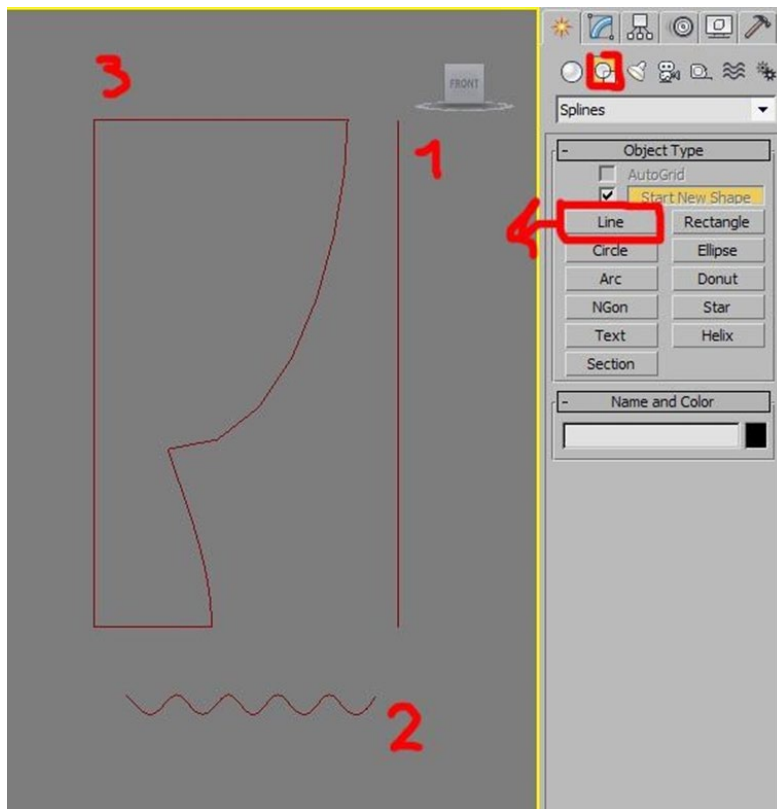 3
FRONT
1
2
Splines
- Object Type
AutoGrid
Start New Shape
Line Rectangle
Circle Ellipse
Arc Donut
NGon Star
Text Helix
Section
- Name and Color